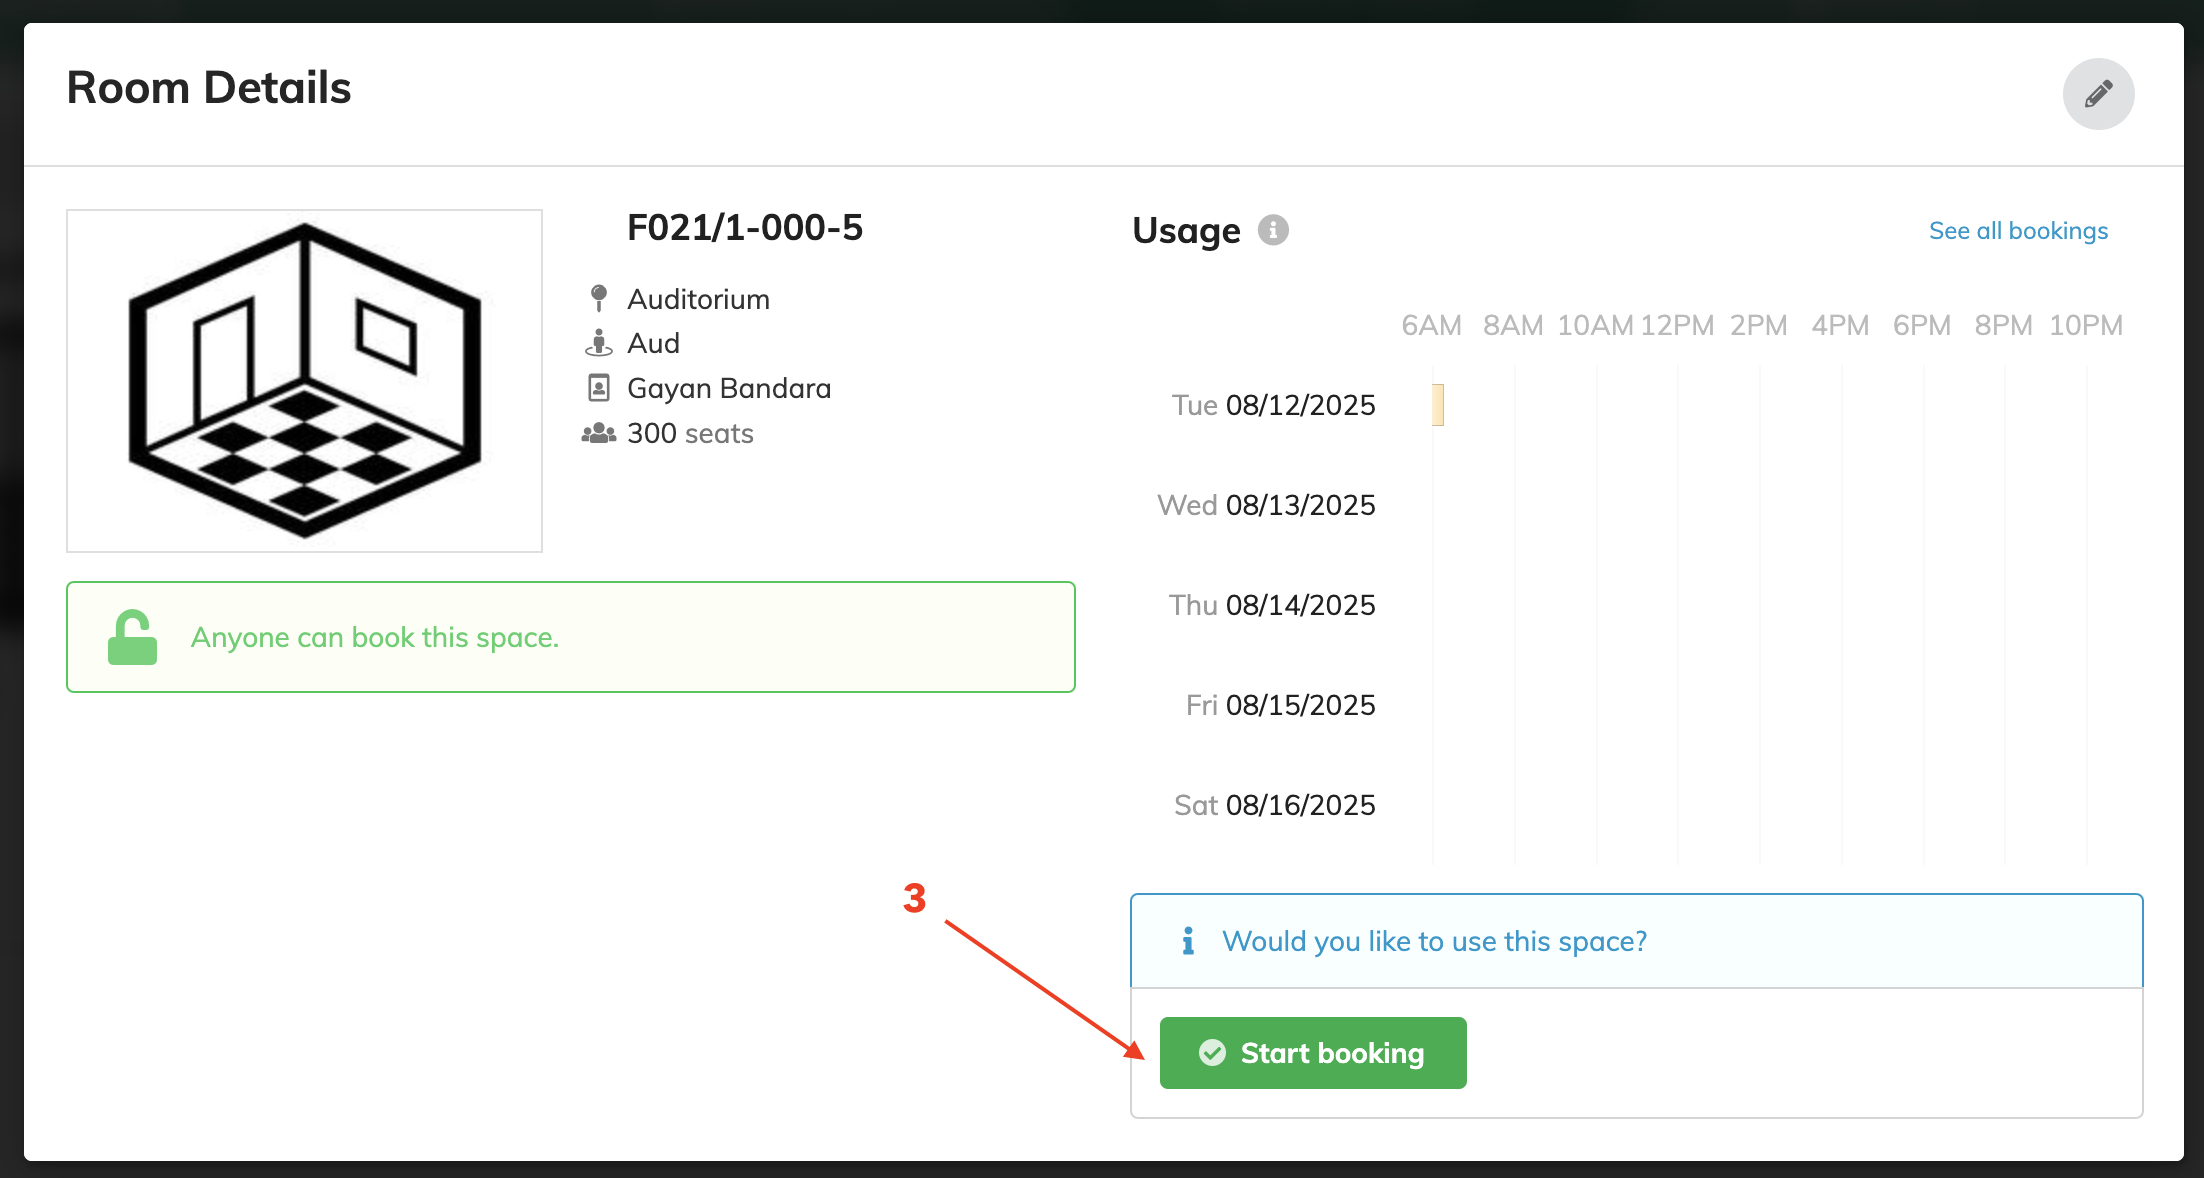 Room Details
F021/1-000-5
Auditorium
Aud
Gayan Bandara
300 seats
Anyone can book this space.
Usage
See all bookings
6AM 8AM 10AM 12PM 2PM 4PM 6PM 8PM 10PM
Tue 08/12/2025
Wed 08/13/2025
Thu 08/14/2025
Fri 08/15/2025
Sat 08/16/2025
3
Would you like to use this space?
Start booking